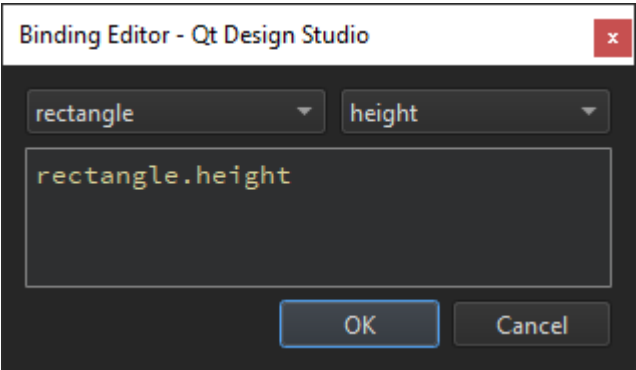 Binding Editor - Qt Design Studio
x
rectangle
height
rectangle.height
OK
Cancel